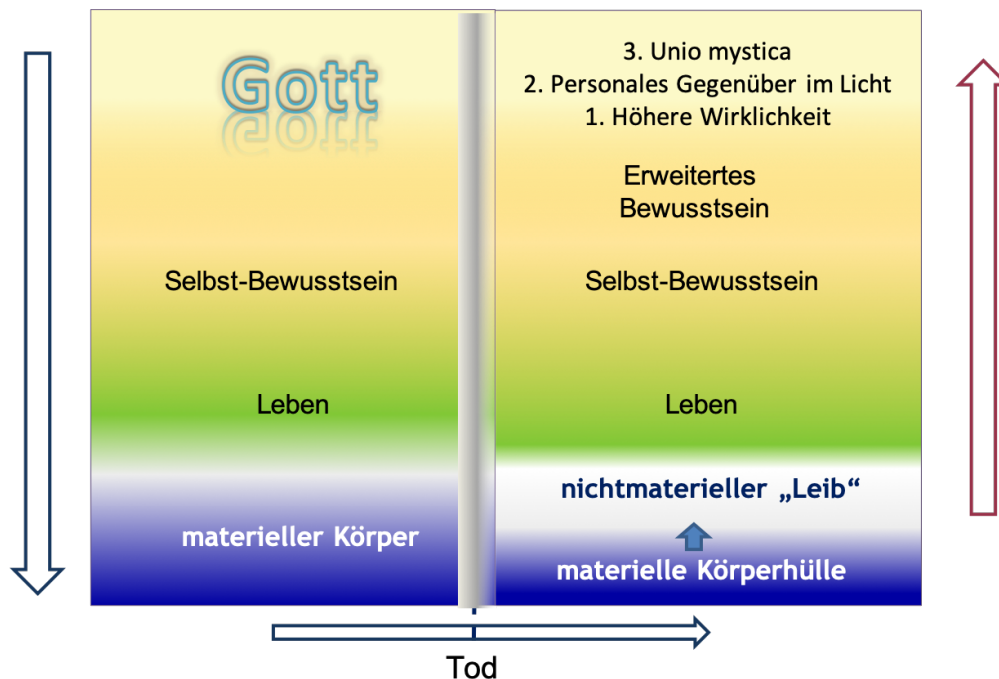 Gott
Selbst-Bewusstsein
Leben
materieller Körper
3. Unio mystica
2. Personales Gegenüber im Licht
1. Höhere Wirklichkeit
Erweitertes
Bewusstsein
Selbst-Bewusstsein
Leben
nichtmaterieller „Leib“
materielle Körperhülle
Tod